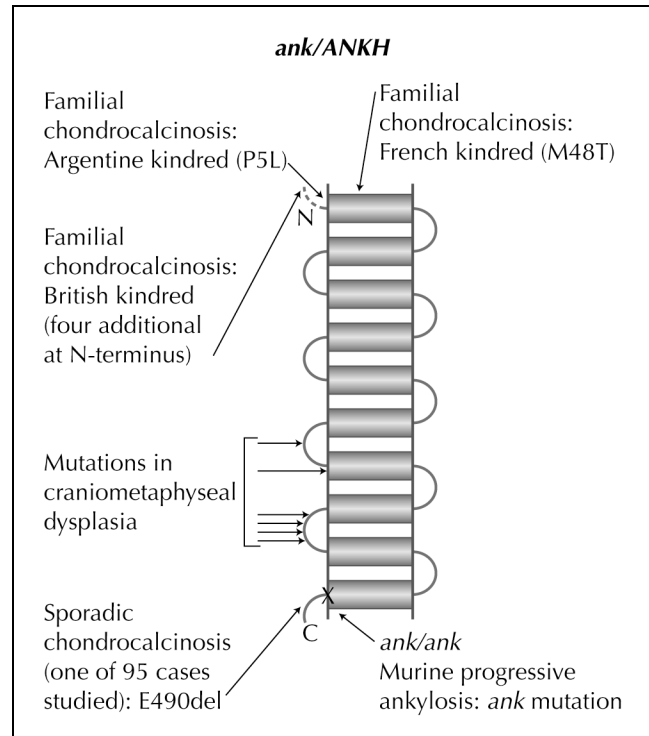 ank/ANKH
Familial
chondrocalcinosis:
Argentine kindred (P5L)
Familial
chondrocalcinosis:
French kindred (M48T)
N
Familial
chondrocalcinosis:
British kindred
(four additional
at N-terminus)
Mutations in
craniometaphyseal
dysplasia
X
C
Sporadic
chondrocalcinosis
(one of 95 cases
studied): E490del
ank/ank
Murine progressive
ankylosis: ank mutation